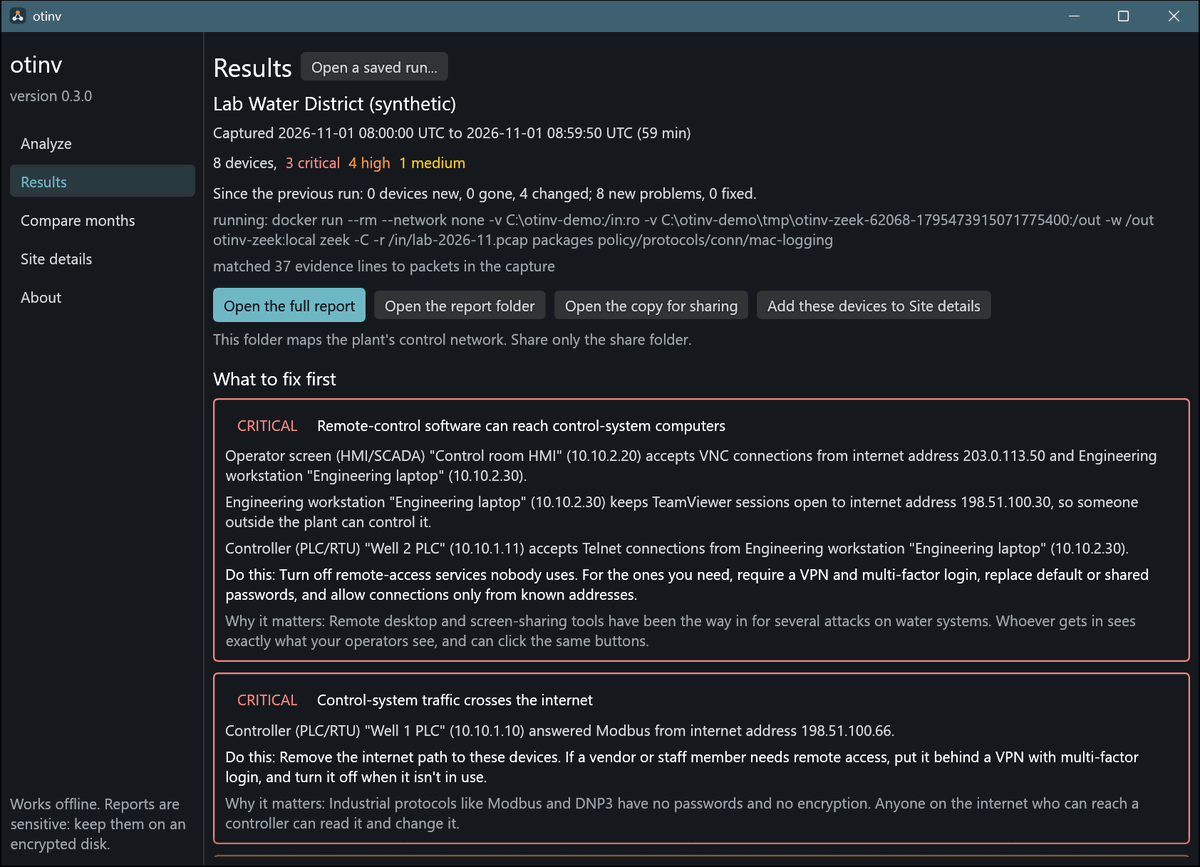 otinv
otinv
version 0.3.0
Analyze
Results
Compare months
Site details
About
Works offline. Reports are
sensitive: keep them on an
encrypted disk.
Results
Open a saved run...
Lab Water District (synthetic)
Captured 2026-11-01 08:00:00 UTC to 2026-11-01 08:59:50 UTC (59 min)
8 devices, 3 critical 4 high 1 medium
Since the previous run: 0 devices new, 0 gone, 4 changed; 8 new problems, 0 fixed.
running: docker run --rm --network none -v C:\otinv-demo:/in:ro -v C:\otinv-demo\tmp\otinv-zeek-62068-1795473915071775400:/out -w /out
otinv-zeek:local zeek -C -r /in/lab-2026-11.pcap packages policy/protocols/conn/mac-logging
matched 37 evidence lines to packets in the capture
Open the full report
Open the report folder
Open the copy for sharing
Add these devices to Site details
This folder maps the plant's control network. Share only the share folder.
What to fix first
CRITICAL Remote-control software can reach control-system computers
Operator screen (HMI/SCADA) "Control room HMI" (10.10.2.20) accepts VNC connections from internet address 203.0.113.50 and Engineering
workstation "Engineering laptop" (10.10.2.30).
Engineering workstation "Engineering laptop" (10.10.2.30) keeps TeamViewer sessions open to internet address 198.51.100.30, so someone
outside the plant can control it.
Controller (PLC/RTU) "Well 2 PLC" (10.10.1.11) accepts Telnet connections from Engineering workstation "Engineering laptop" (10.10.2.30).
Do this: Turn off remote-access services nobody uses. For the ones you need, require a VPN and multi-factor login, replace default or shared
passwords, and allow connections only from known addresses.
Why it matters: Remote desktop and screen-sharing tools have been the way in for several attacks on water systems. Whoever gets in sees
exactly what your operators see, and can click the same buttons.
CRITICAL Control-system traffic crosses the internet
Controller (PLC/RTU) "Well 1 PLC" (10.10.1.10) answered Modbus from internet address 198.51.100.66.
Do this: Remove the internet path to these devices. If a vendor or staff member needs remote access, put it behind a VPN with multi-factor
login, and turn it off when it isn't in use.
Why it matters: Industrial protocols like Modbus and DNP3 have no passwords and no encryption. Anyone on the internet who can reach a
controller can read it and change it.